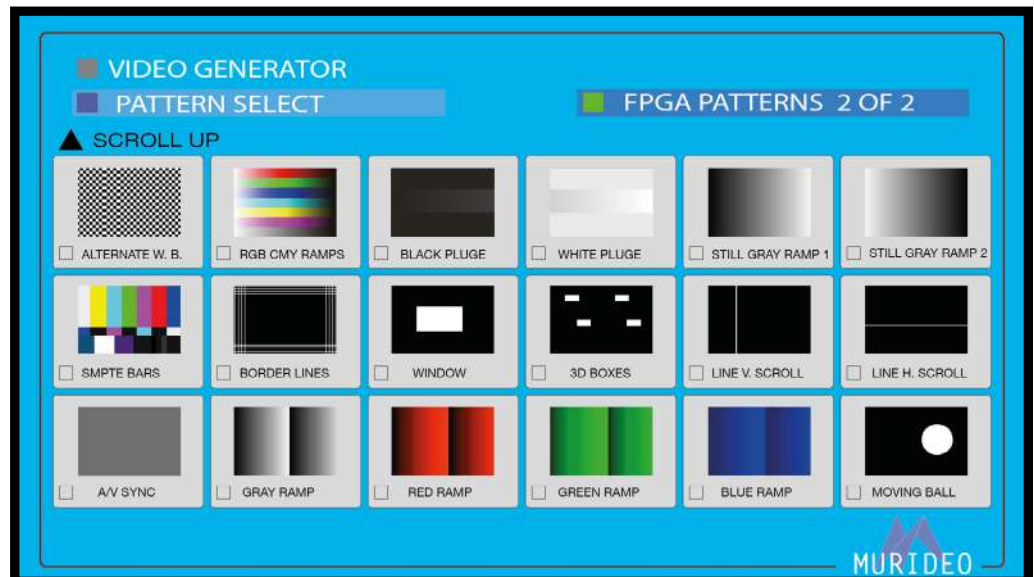 VIDEO GENERATOR
PATTERN SELECT
FPGA PATTERNS 2 OF 2
SCROLL UP
ALTERNATE W. B.
RGB CMY RAMPS
BLACK PLUGE
WHITE PLUGE
STILL GRAY RAMP 1
STILL GRAY RAMP 2
SMPTE BARS
BORDER LINES
WINDOW
3D BOXES
LINE V. SCROLL
LINE H. SCROLL
A/V SYNC
GRAY RAMP
RED RAMP
GREEN RAMP
BLUE RAMP
MOVING BALL
MURIDEO